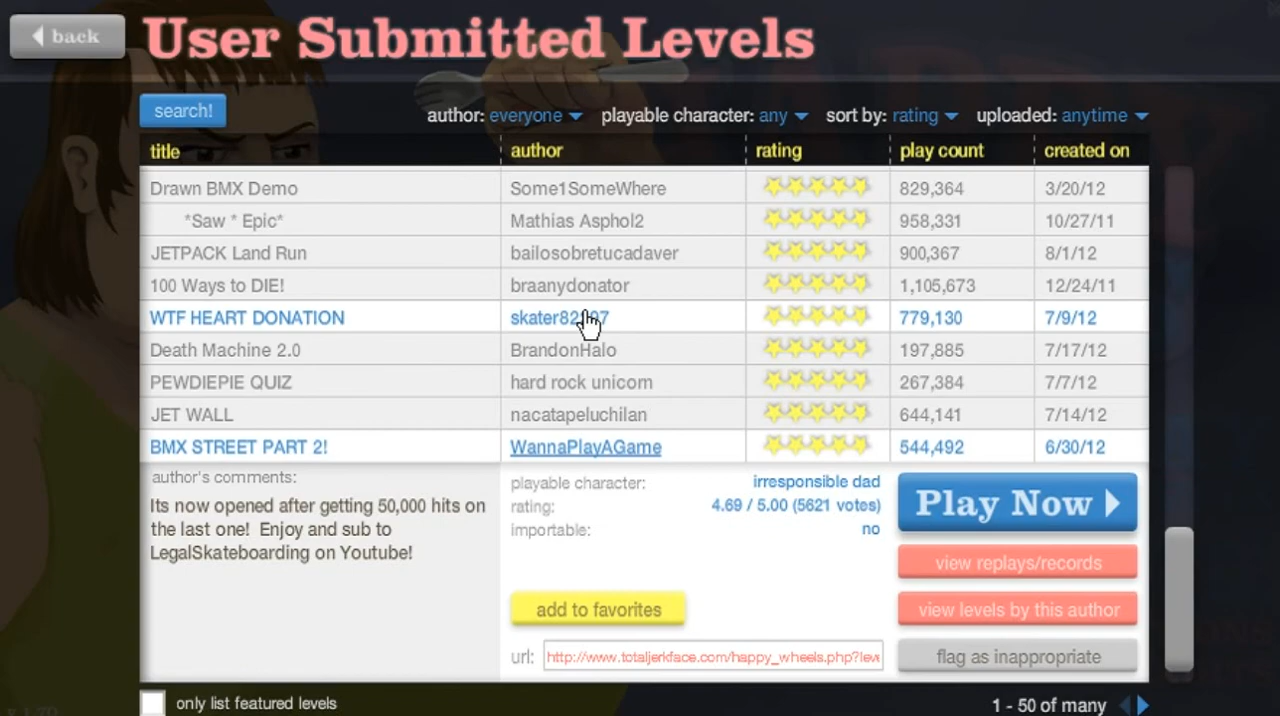 back
User Submitted Levels
search! author: everyone playable character: any sort by: rating uploaded: anytime
title author rating play count created on
Drawn BMX Demo Some1SomeWhere 829,364 3/20/12
*Saw * Epic* Mathias Asphol2 958,331 10/27/11
JETPACK Land Run bailosobretucadaver 900,367 8/1/12
100 Ways to DIE! braanydonator 1,105,673 12/24/11
WTF HEART DONATION 779,130 7/9/12
Death Machine 2.0 BrandonHalo 197,885 7/17/12
PEWDIEPIE QUIZ hard rock unicorn 267,384 7/7/12
JET WALL nacatapeluchilan 644,141 7/14/12
BMX STREET PART 2! WannaPlayAGame 544,492 6/30/12
author's comments:
Its now opened after getting 50,000 hits on
the last one! Enjoy and sub to
LegalSkateboarding on Youtube!
playable character: irresponsible dad
rating: 4.69 / 5.00 (5621 votes)
importable: no
add to favorites
url: http://www.totaljerkface.com/happy_wheels.php?leve
Play Now
view replays/records
view levels by this author
flag as inappropriate
only list featured levels
1 - 50 of many